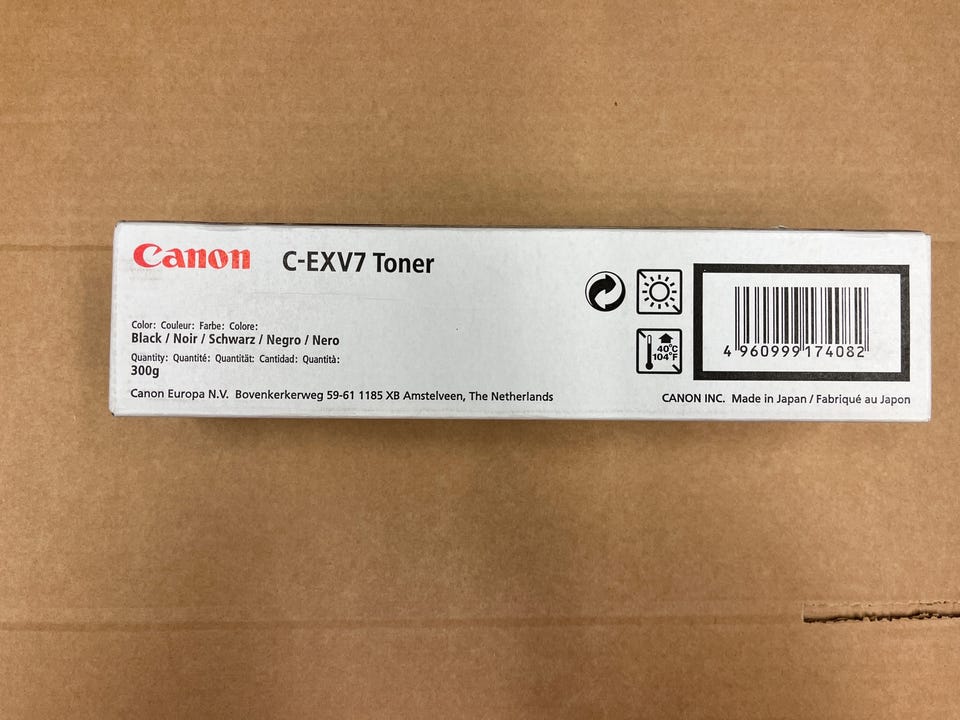 Canon C-EXV7 Toner
Color: Couleur: Farbe: Colore:
Black / Noir / Schwarz / Negro / Nero
Quantity: Quantité: Quantität: Cantidad: Quantità:
300g
Canon Europa N.V. Bovenkerkerweg 59-61 1185 XB Amstelveen, The Netherlands
40°C
104°F
4 960999 174082
CANON INC. Made in Japan / Fabriqué au Japon